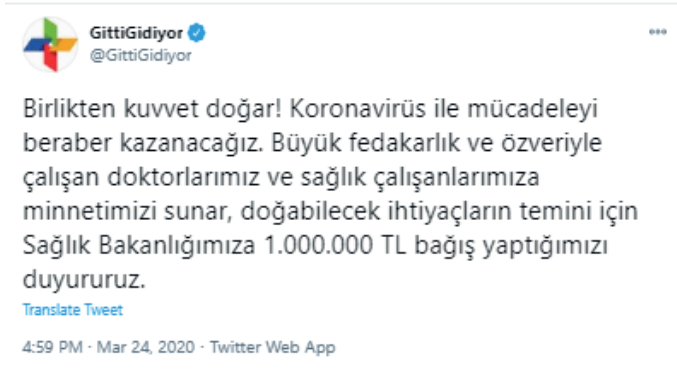 GittiGidiyor
@GittiGidiyor
Birlikten kuvvet doğar! Koronavirüs ile mücadeleyi
beraber kazanacağız. Büyük fedakarlık ve özveriyle
çalışan doktorlarımız ve sağlık çalışanlarımıza
minnetimizi sunar, doğabilecek ihtiyaçların temini için
Sağlık Bakanlığımıza 1.000.000 TL bağış yaptığımızı
duyururuz.
Translate Tweet
4:59 PM · Mar 24, 2020 · Twitter Web App